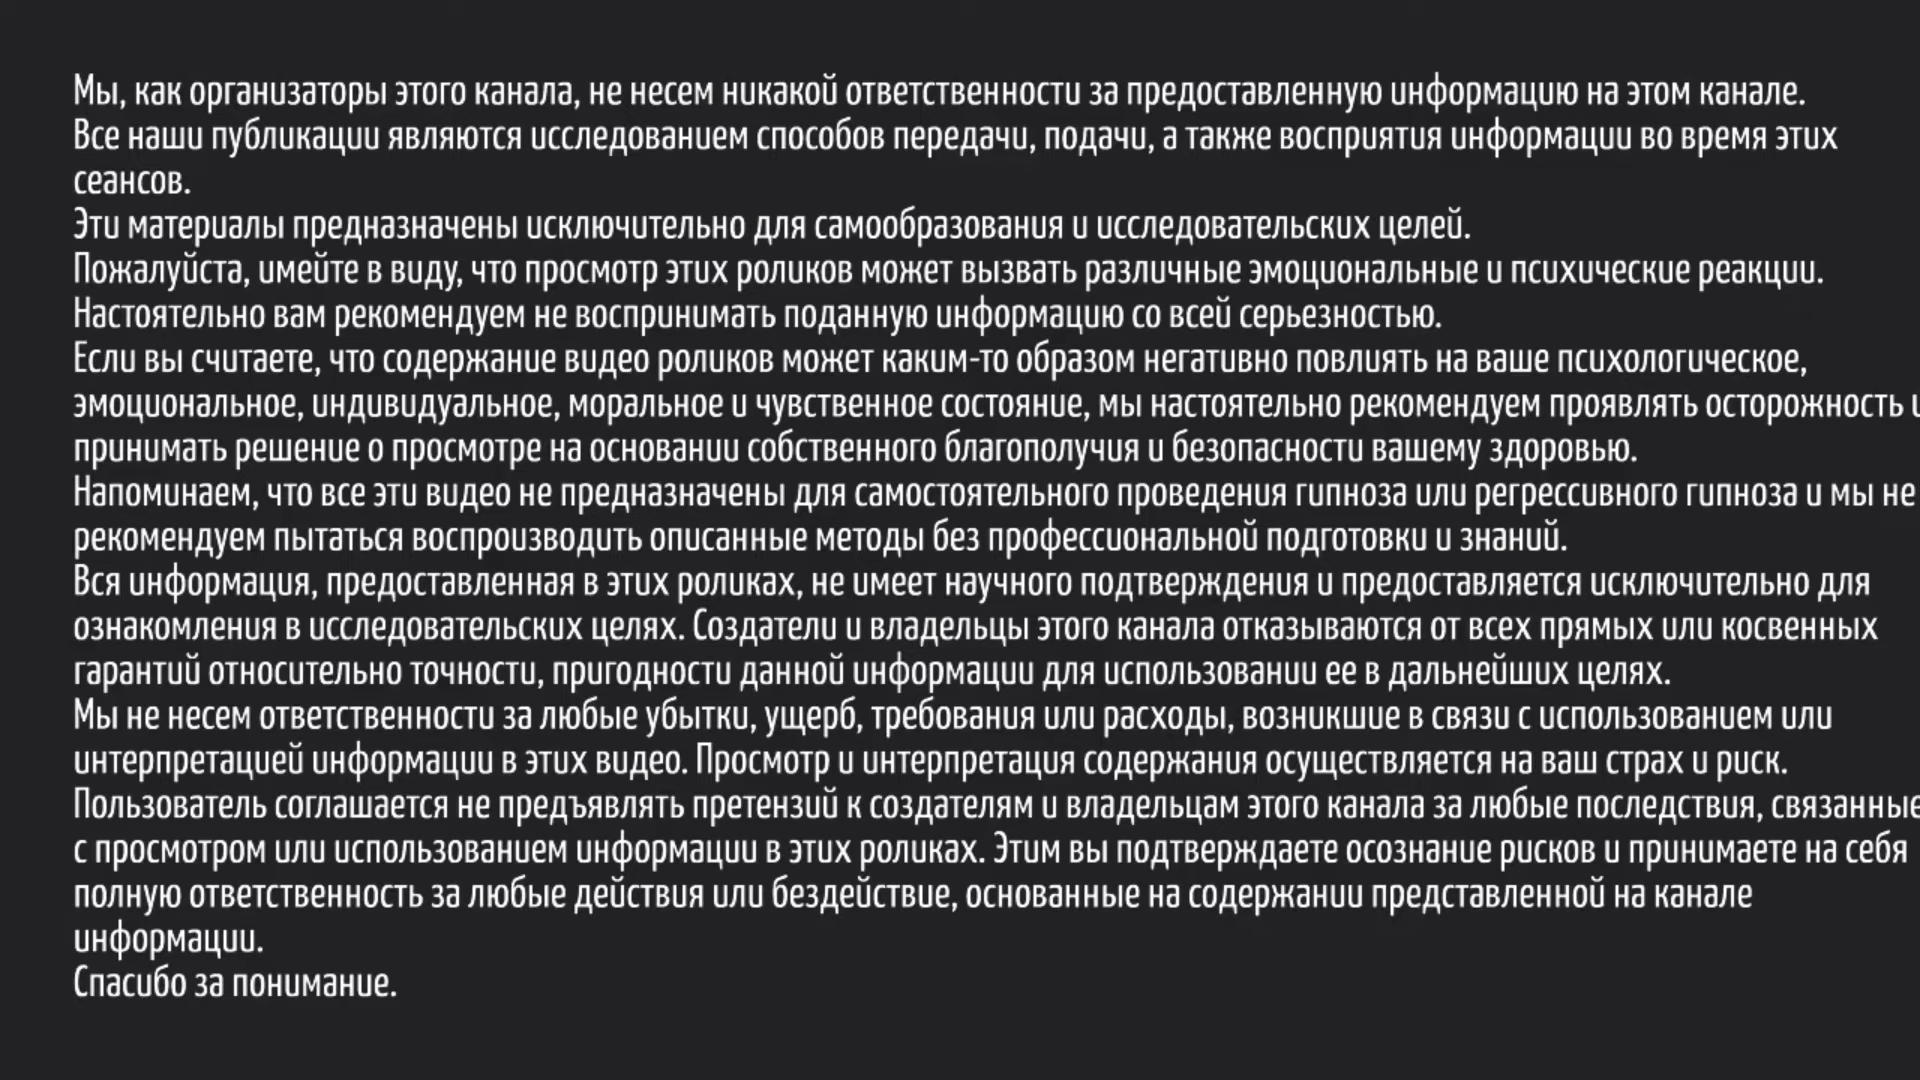 Мы, как организаторы этого канала, не несем никакой ответственности за предоставленную информацию на этом канале.
Все наши публикации являются исследованием способов передачи, подачи, а также восприятия информации во время этих
сеансов.
Эти материалы предназначены исключительно для самообразования и исследовательских целей.
Пожалуйста, имейте в виду, что просмотр этих роликов может вызвать различные эмоциональные и психические реакции.
Настоятельно вам рекомендуем не воспринимать поданную информацию со всей серьезностью.
Если вы считаете, что содержание видео роликов может каким-то образом негативно повлиять на ваше психологическое,
эмоциональное, индивидуальное, моральное и чувственное состояние, мы настоятельно рекомендуем проявлять осторожность и
принимать решение о просмотре на основании собственного благополучия и безопасности вашему здоровью.
Напоминаем, что все эти видео не предназначены для самостоятельного проведения гипноза или регрессивного гипноза и мы не
рекомендуем пытаться воспроизводить описанные методы без профессиональной подготовки и знаний.
Вся информация, предоставленная в этих роликах, не имеет научного подтверждения и предоставляется исключительно для
ознакомления в исследовательских целях. Создатели и владельцы этого канала отказываются от всех прямых или косвенных
гарантий относительно точности, пригодности данной информации для использовании ее в дальнейших целях.
Мы не несем ответственности за любые убытки, ущерб, требования или расходы, возникшие в связи с использованием или
интерпретацией информации в этих видео. Просмотр и интерпретация содержания осуществляется на ваш страх и риск.
Пользователь соглашается не предъявлять претензий к создателям и владельцам этого канала за любые последствия, связанные
с просмотром или использованием информации в этих роликах. Этим вы подтверждаете осознание рисков и принимаете на себя
полную ответственность за любые действия или бездействие, основанные на содержании представленной на канале
информации.
Спасибо за понимание.